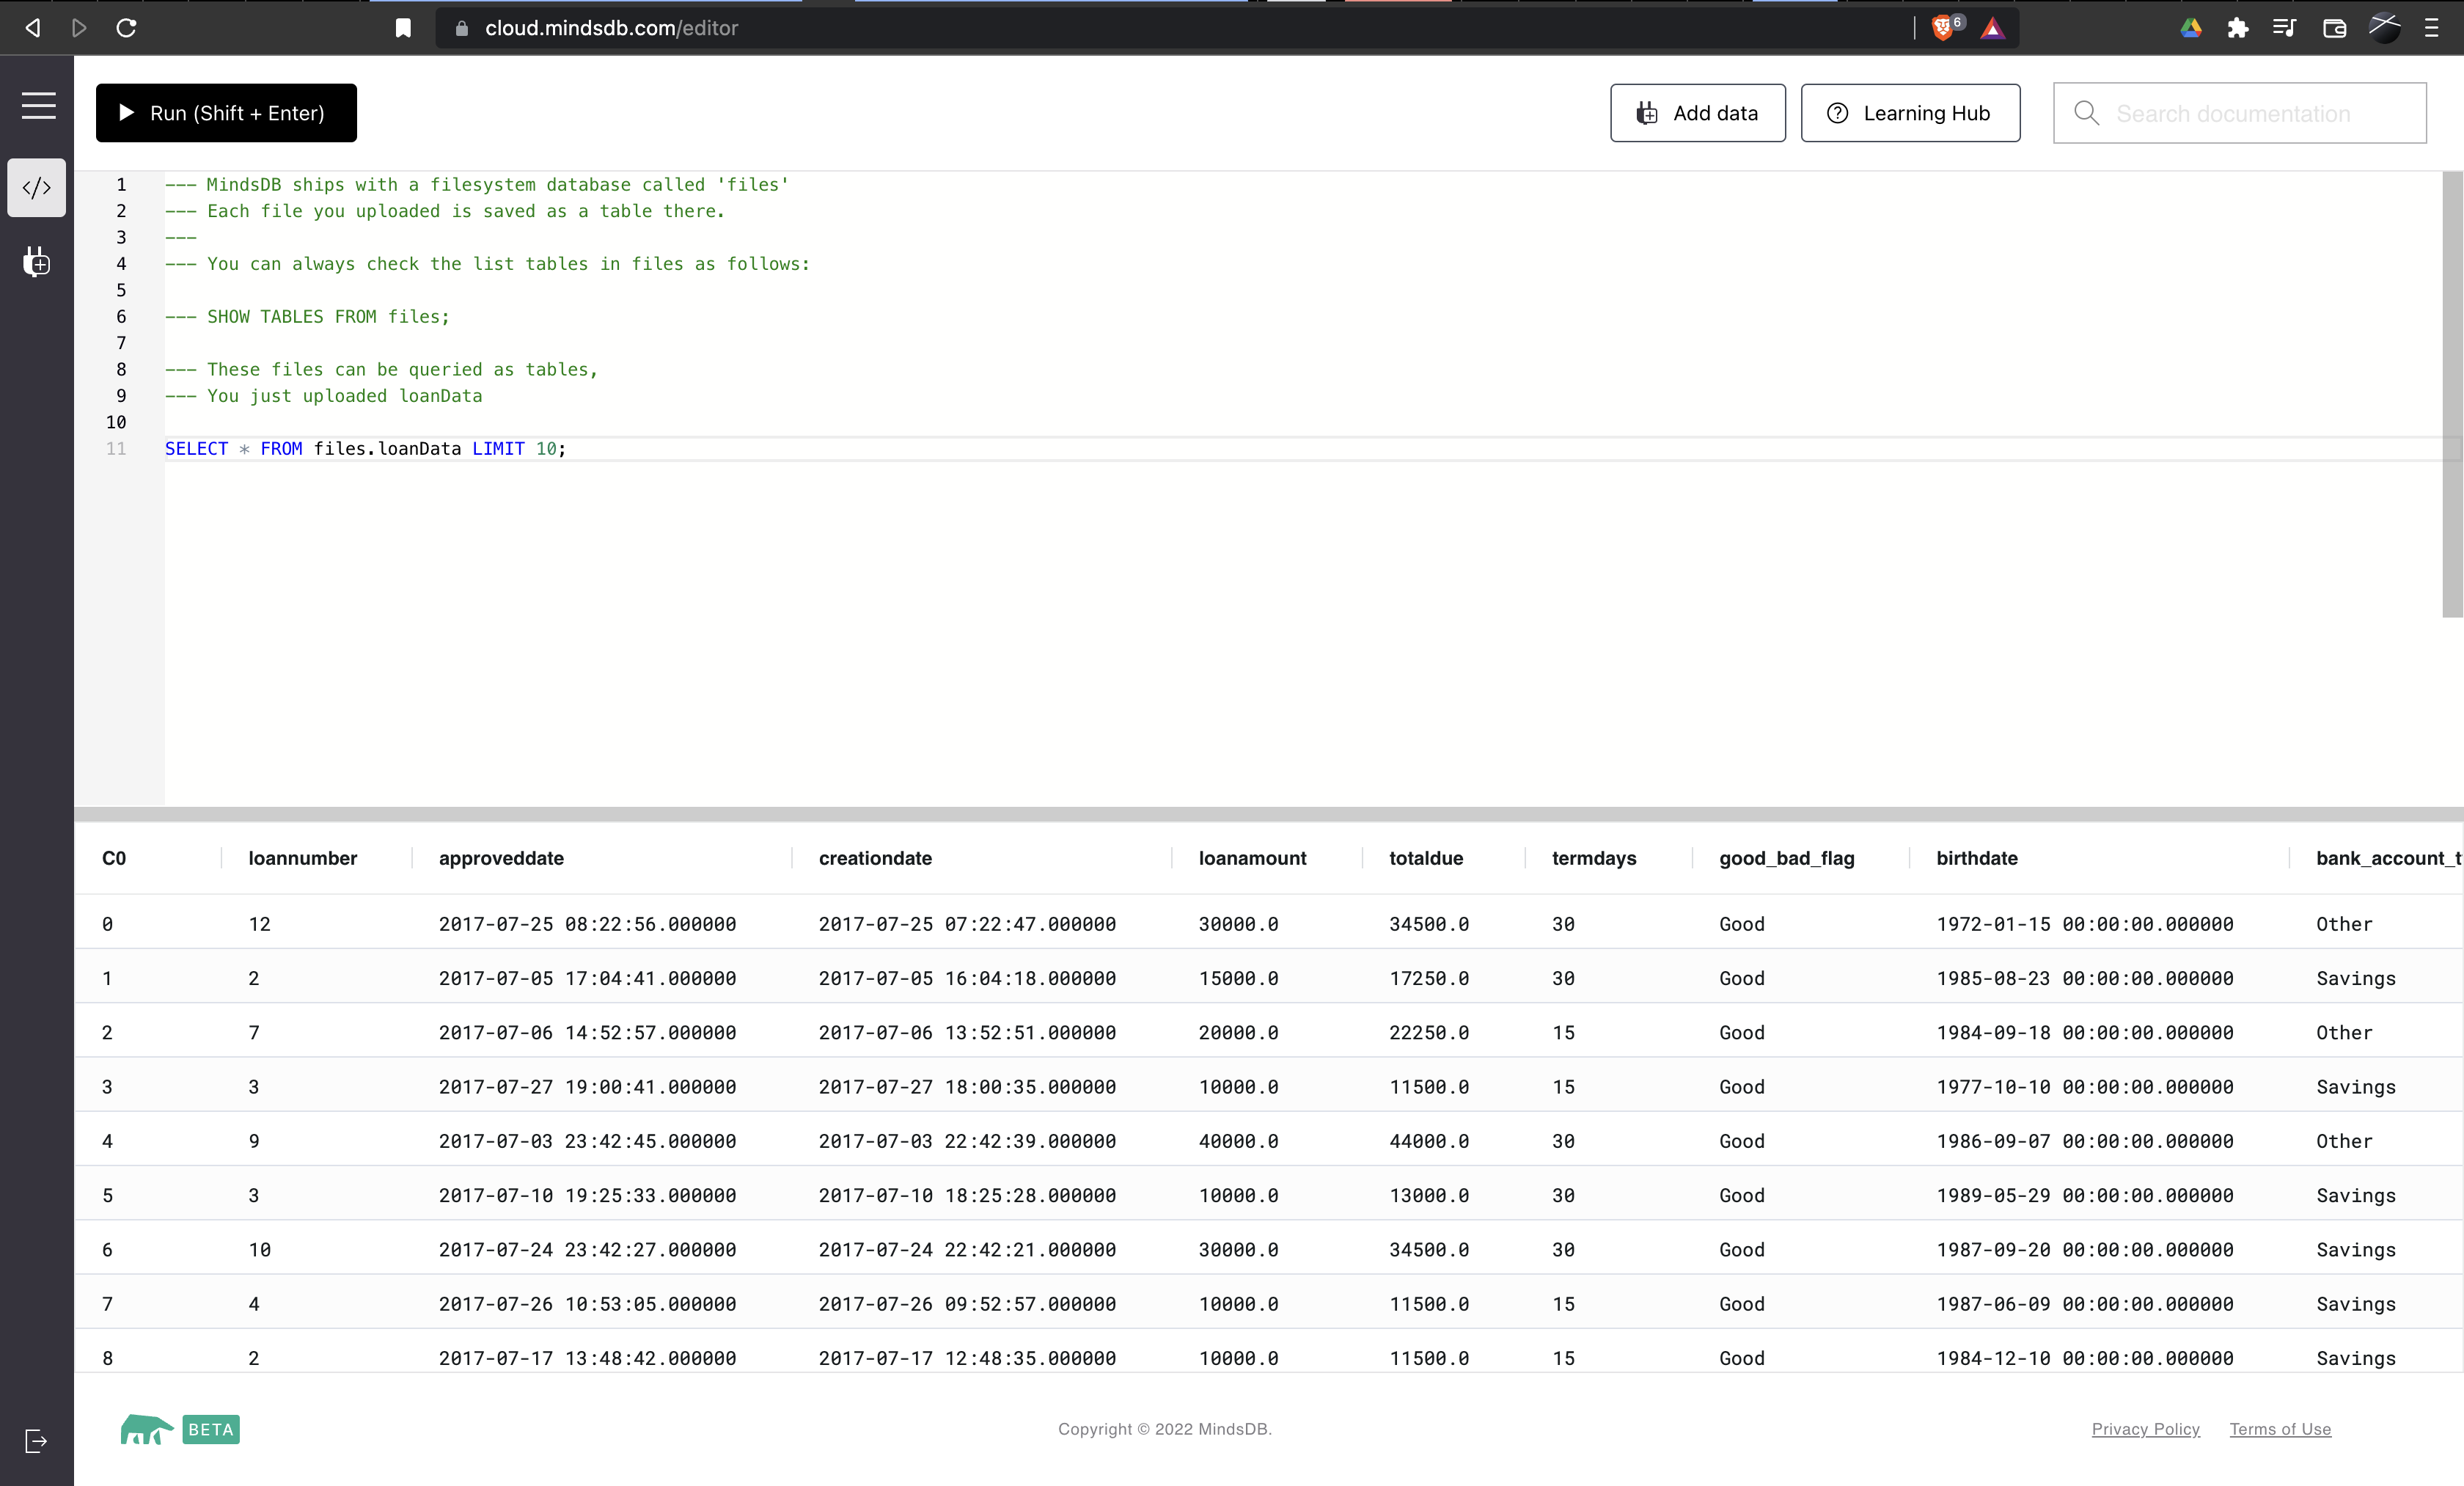 cloud.mindsdb.com/editor
6
Run (Shift + Enter)
Add data
Learning Hub
Search documentation
1 --- MindsDB ships with a filesystem database called 'files'
2 --- Each file you uploaded is saved as a table there.
3 ---
4 --- You can always check the list tables in files as follows:
5
6 --- SHOW TABLES FROM files;
7
8 --- These files can be queried as tables,
9 --- You just uploaded loanData
10
11 SELECT * FROM files.loanData LIMIT 10;
C0 loannumber approveddate creationdate loanamount totaldue termdays good_bad_flag birthdate bank_account_t
0 12 2017-07-25 08:22:56.000000 2017-07-25 07:22:47.000000 30000.0 34500.0 30 Good 1972-01-15 00:00:00.000000 Other
1 2 2017-07-05 17:04:41.000000 2017-07-05 16:04:18.000000 15000.0 17250.0 30 Good 1985-08-23 00:00:00.000000 Savings
2 7 2017-07-06 14:52:57.000000 2017-07-06 13:52:51.000000 20000.0 22250.0 15 Good 1984-09-18 00:00:00.000000 Other
3 3 2017-07-27 19:00:41.000000 2017-07-27 18:00:35.000000 10000.0 11500.0 15 Good 1977-10-10 00:00:00.000000 Savings
4 9 2017-07-03 23:42:45.000000 2017-07-03 22:42:39.000000 40000.0 44000.0 30 Good 1986-09-07 00:00:00.000000 Other
5 3 2017-07-10 19:25:33.000000 2017-07-10 18:25:28.000000 10000.0 13000.0 30 Good 1989-05-29 00:00:00.000000 Savings
6 10 2017-07-24 23:42:27.000000 2017-07-24 22:42:21.000000 30000.0 34500.0 30 Good 1987-09-20 00:00:00.000000 Savings
7 4 2017-07-26 10:53:05.000000 2017-07-26 09:52:57.000000 10000.0 11500.0 15 Good 1987-06-09 00:00:00.000000 Savings
8 2 2017-07-17 13:48:42.000000 2017-07-17 12:48:35.000000 10000.0 11500.0 15 Good 1984-12-10 00:00:00.000000 Savings
BETA
Copyright © 2022 MindsDB.
Privacy Policy
Terms of Use